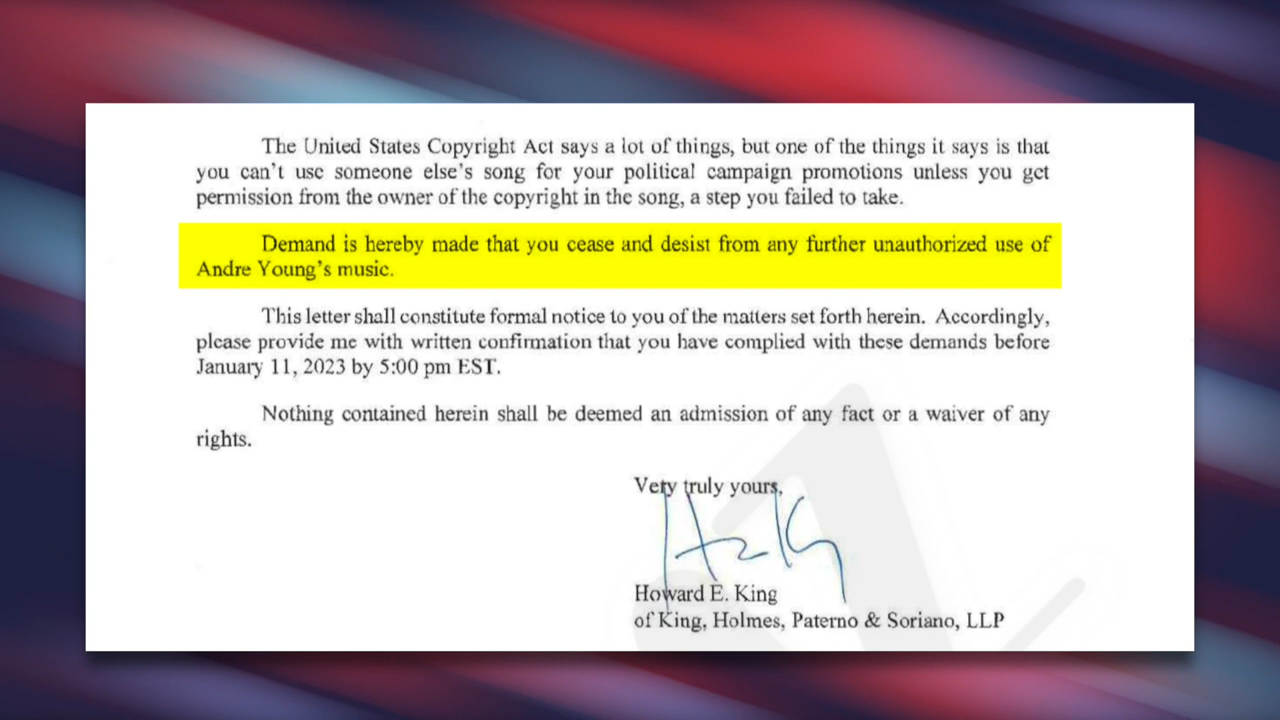 The United States Copyright Act says a lot of things, but one of the things it says is that
you can't use someone else's song for your political campaign promotions unless you get
permission from the owner of the copyright in the song, a step you failed to take.
Demand is hereby made that you cease and desist from any further unauthorized use of
Andre Young's music.
This letter shall constitute formal notice to you of the matters set forth herein. Accordingly,
please provide me with written confirmation that you have complied with these demands before
January 11, 2023 by 5:00 pm EST.
Nothing contained herein shall be deemed an admission of any fact or a waiver of any
rights.
Very truly yours,
Howard E. King
of King, Holmes, Paterno & Soriano, LLP